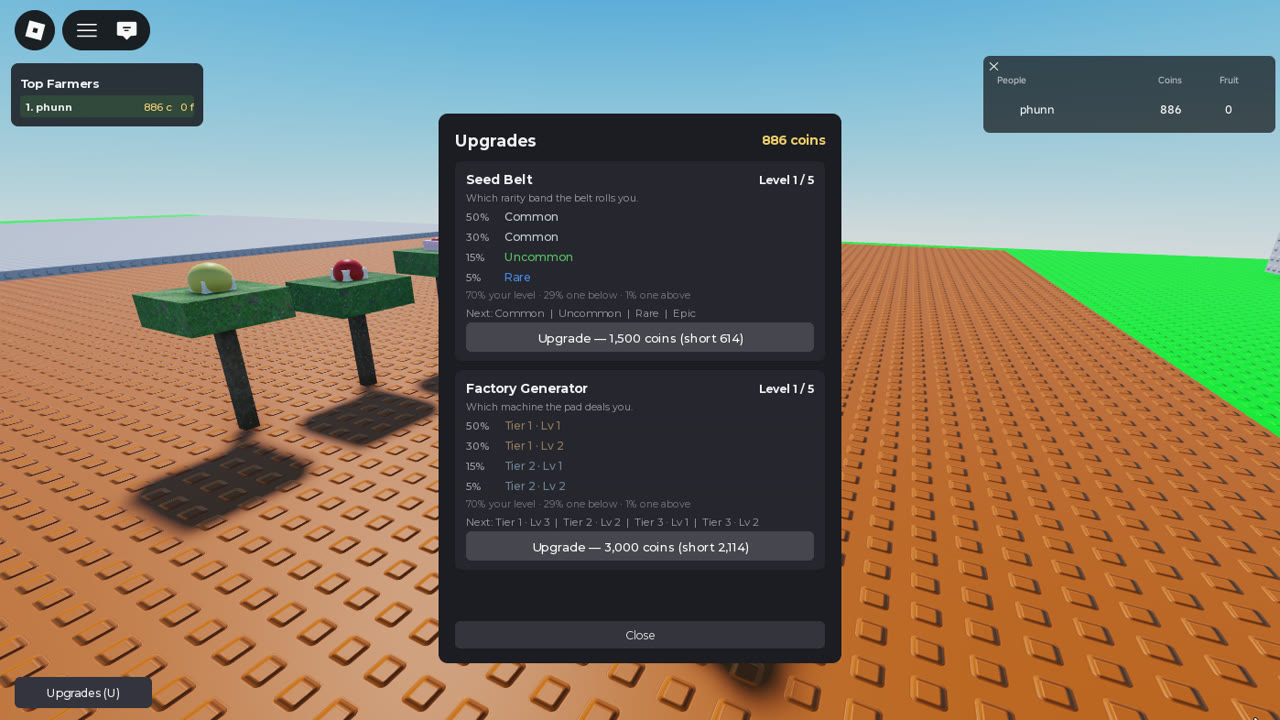 Top Farmers
1. phunn 886 c 0 f
People Coins Fruit
phunn 886 0
Upgrades 886 coins
Seed Belt Level 1 / 5
Which rarity band the belt rolls you.
50% Common
30% Common
15% Uncommon
5% Rare
70% your level · 29% one below · 1% one above
Next: Common | Uncommon | Rare | Epic
Upgrade — 1,500 coins (short 614)
Factory Generator Level 1 / 5
Which machine the pad deals you.
50% Tier 1 · Lv 1
30% Tier 1 · Lv 2
15% Tier 2 · Lv 1
5% Tier 2 · Lv 2
70% your level · 29% one below · 1% one above
Next: Tier 1 · Lv 3 | Tier 2 · Lv 2 | Tier 3 · Lv 1 | Tier 3 · Lv 2
Upgrade — 3,000 coins (short 2,114)
Close
Upgrades (U)